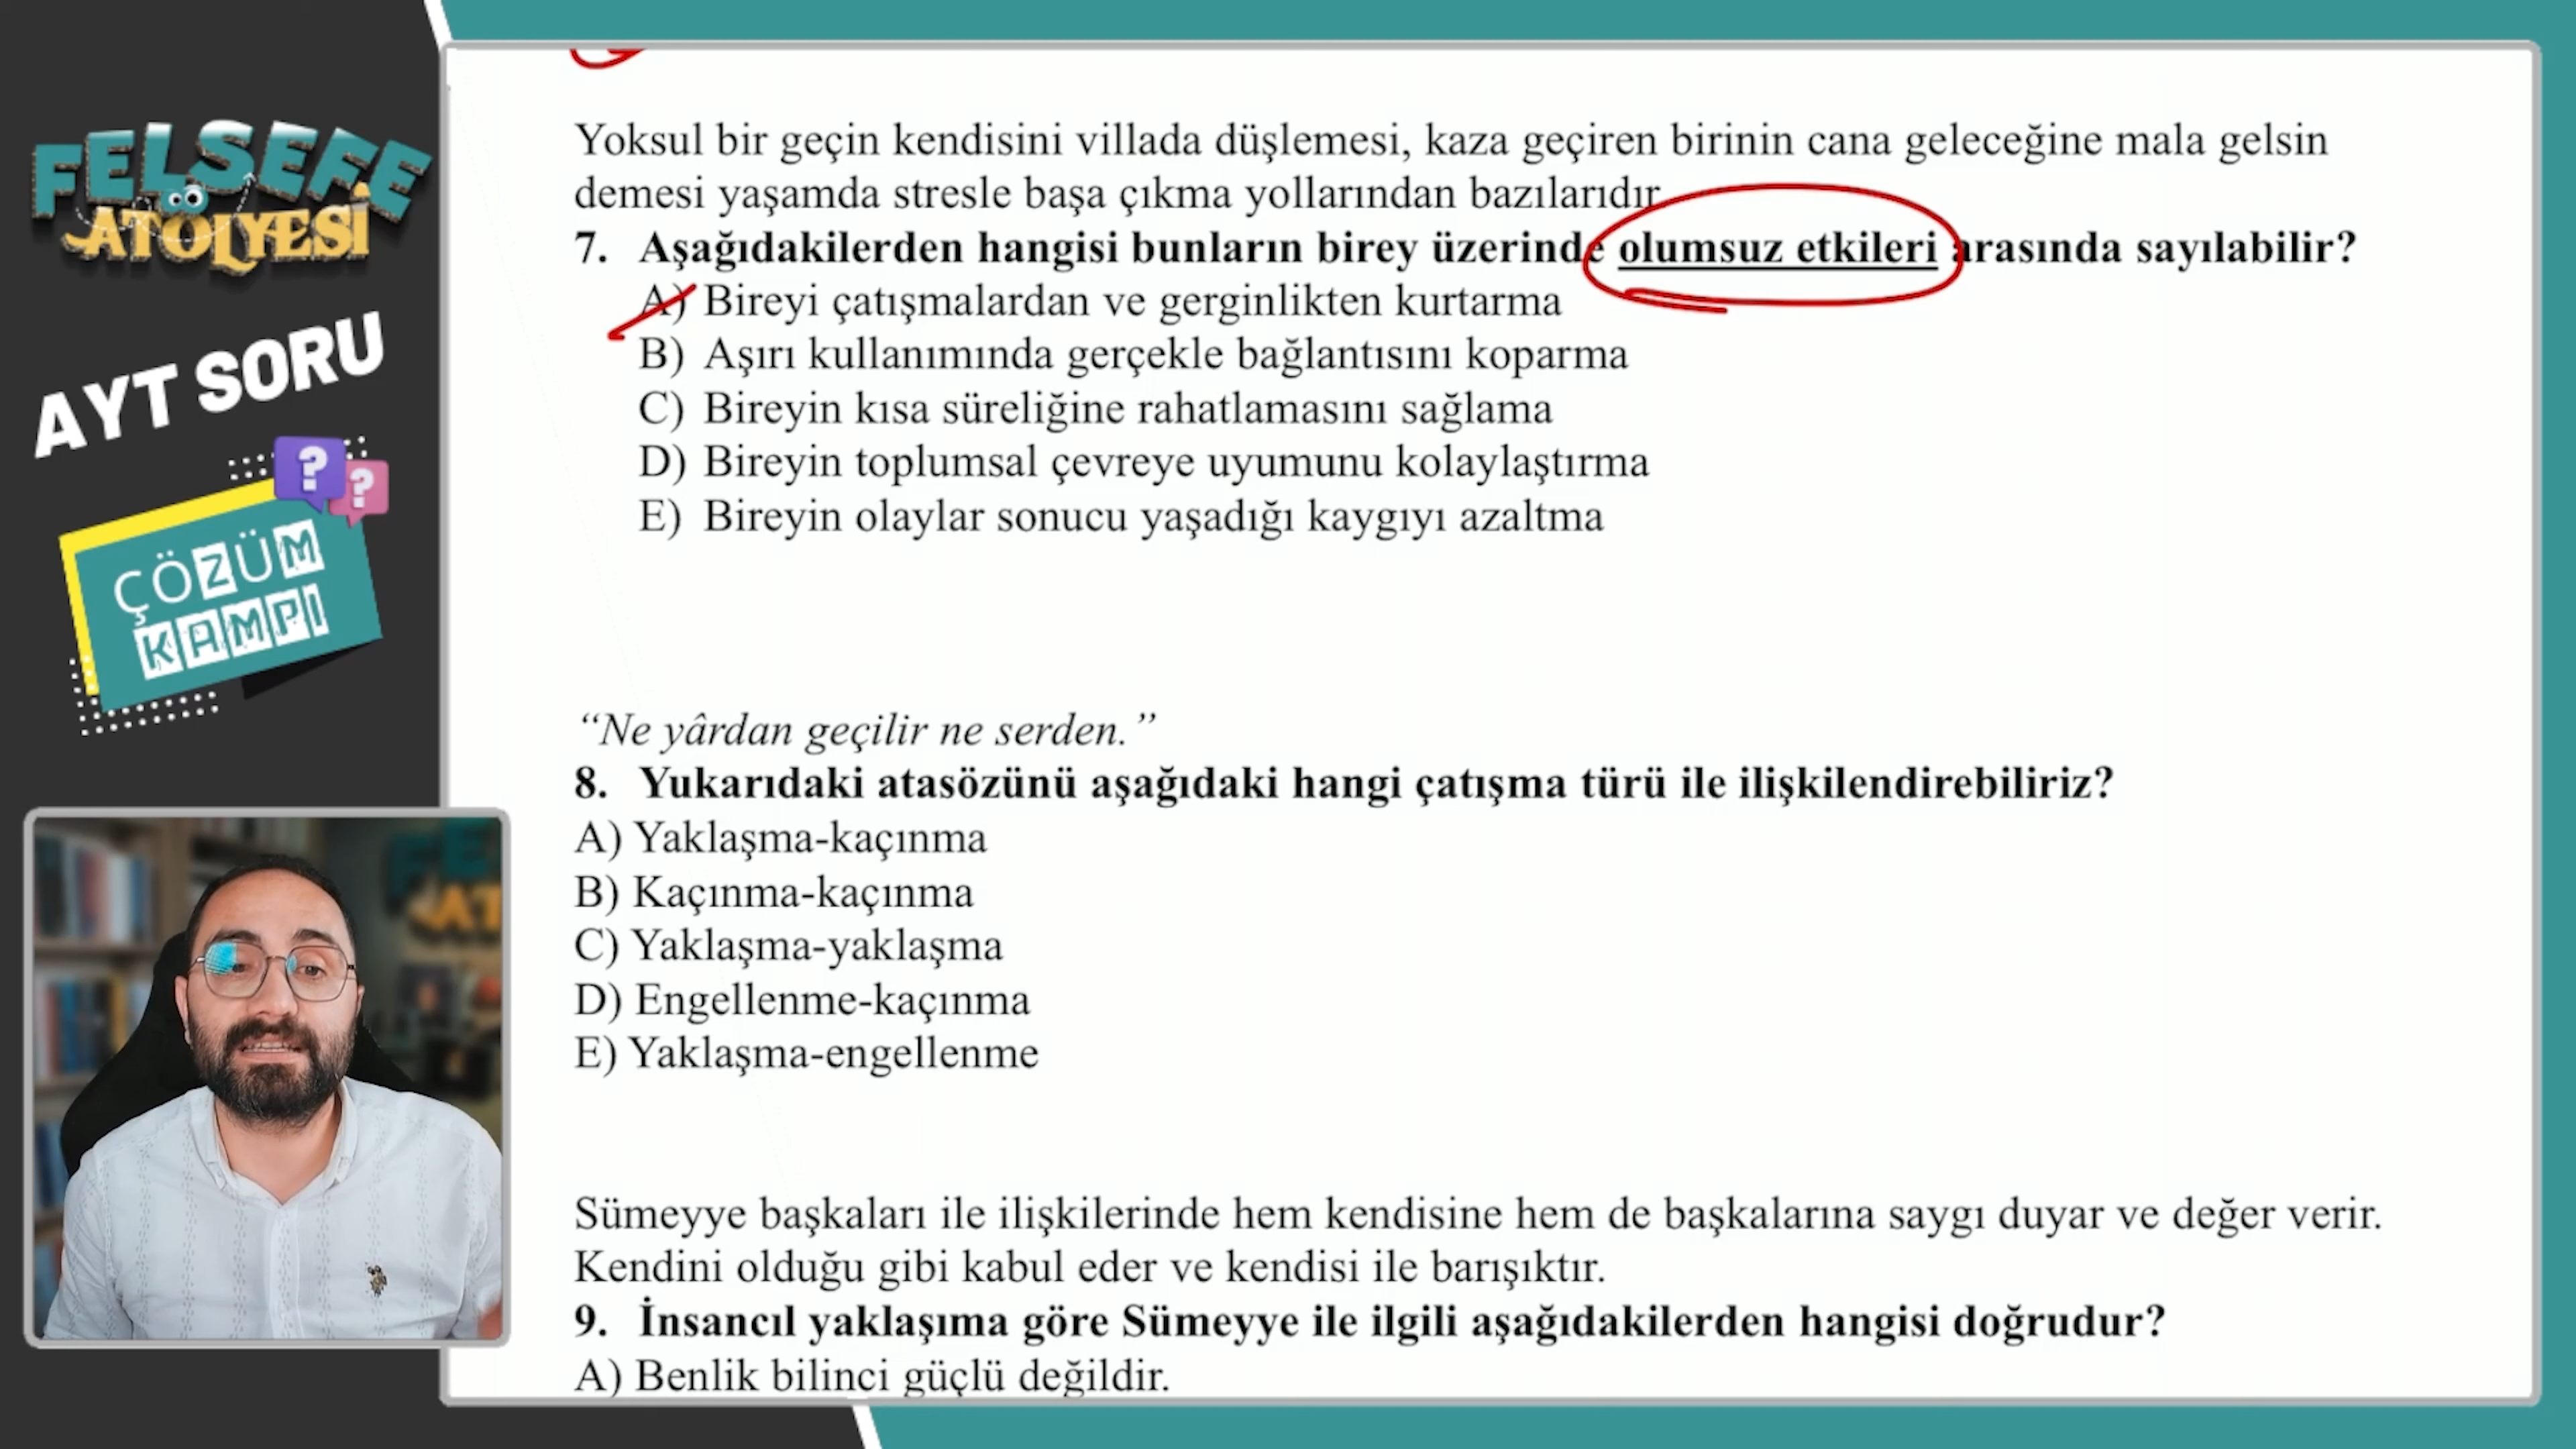 FELSEFE
ATÖLYESİ
AYT SORU
? ?
ÇÖZÜM
KAMPI
Yoksul bir geçin kendisini villada düşlemesi, kaza geçiren birinin cana geleceğine mala gelsin
demesi yaşamda stresle başa çıkma yollarından bazılarıdır.
7. Aşağıdakilerden hangisi bunların birey üzerinde olumsuz etkileri arasında sayılabilir?
A) Bireyi çatışmalardan ve gerginlikten kurtarma
B) Aşırı kullanımında gerçekle bağlantısını koparma
C) Bireyin kısa süreliğine rahatlamasını sağlama
D) Bireyin toplumsal çevreye uyumunu kolaylaştırma
E) Bireyin olaylar sonucu yaşadığı kaygıyı azaltma
“Ne yârdan geçilir ne serden.”
8. Yukarıdaki atasözünü aşağıdaki hangi çatışma türü ile ilişkilendirebiliriz?
A) Yaklaşma-kaçınma
B) Kaçınma-kaçınma
C) Yaklaşma-yaklaşma
D) Engellenme-kaçınma
E) Yaklaşma-engellenme
Sümeyye başkaları ile ilişkilerinde hem kendisine hem de başkalarına saygı duyar ve değer verir.
Kendini olduğu gibi kabul eder ve kendisi ile barışıktır.
9. İnsancıl yaklaşıma göre Sümeyye ile ilgili aşağıdakilerden hangisi doğrudur?
A) Benlik bilinci güçlü değildir.